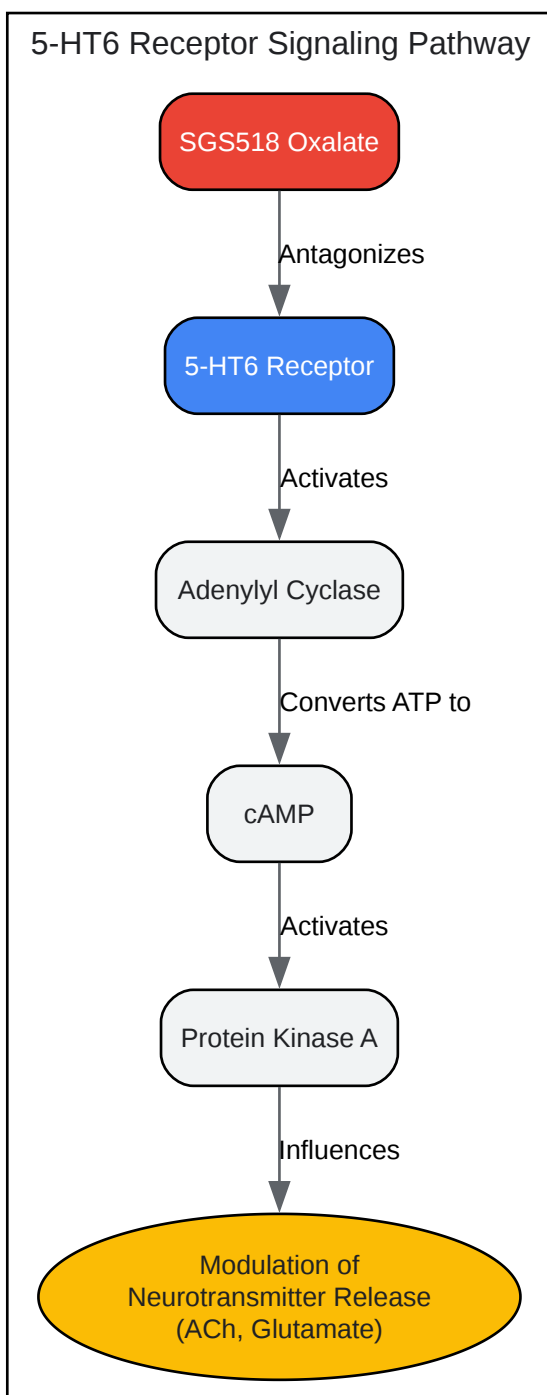 5-HT6 Receptor Signaling Pathway
SGS518 Oxalate
Antagonizes
5-HT6 Receptor
Activates
Adenylyl Cyclase
Converts ATP to
cAMP
Activates
Protein Kinase A
Influences
Modulation of
Neurotransmitter Release
(ACh, Glutamate)